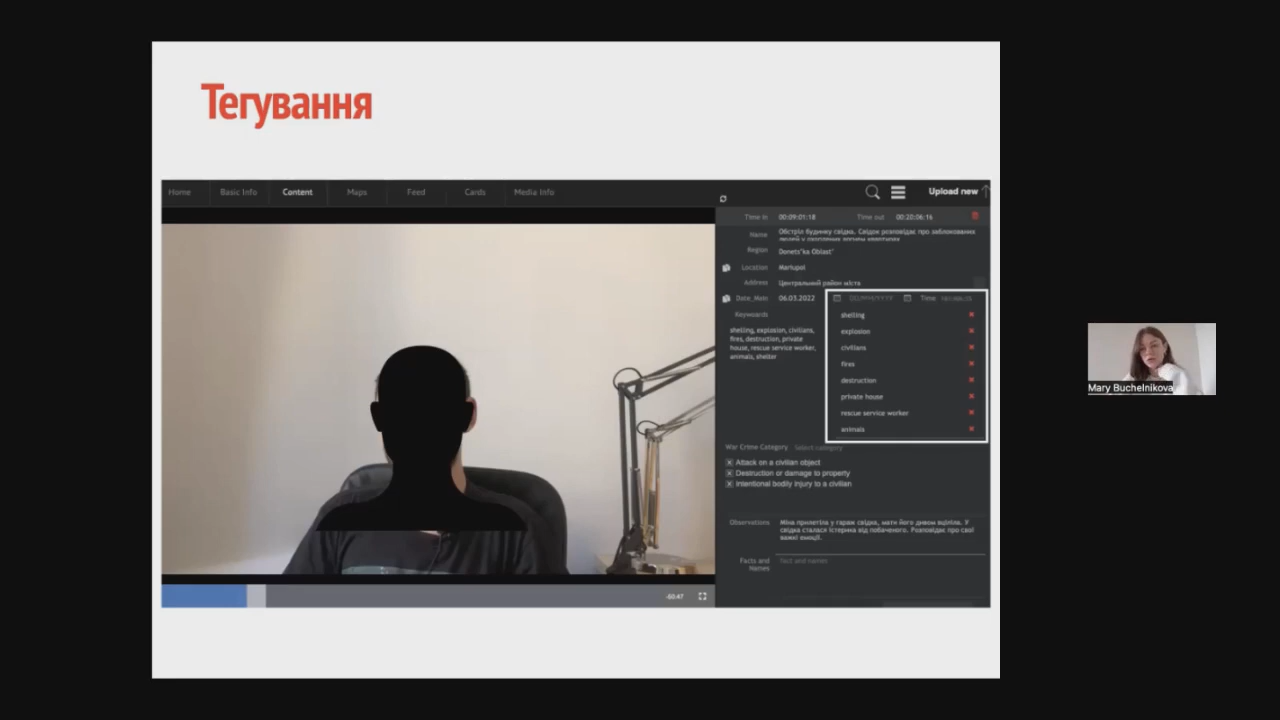 Тегування
Home Basic Info Content Maps Feed Cards Media Info Upload new
Time in 00:09:01:18 Time out 00:20:06:16
Name Обстріл будинку свідка. Свідок розповідає про заблокованих
людей у
Region Donets'ka Oblast'
Location Mariupol
Address Центральний район міста
Date_Main 06.03.2022 Time
Keywoards
shelling, explosion, civilians,
fires, destruction, private
house, rescue service worker,
animals, shelter
shelling
explosion
civilians
fires
destruction
private house
rescue service worker
animals
War Crime Category Select category
Attack on a civilian object
Destruction or damage to property
Intentional bodily injury to a civilian
Observations Міна прилетіла у гараж свідка, мати його дивом вціліла. У
свідка сталася істерика від побаченого. Розповідає про свої
важкі емоції.
Facts and Names Fact and names
-60:47
Mary Buchelnikova